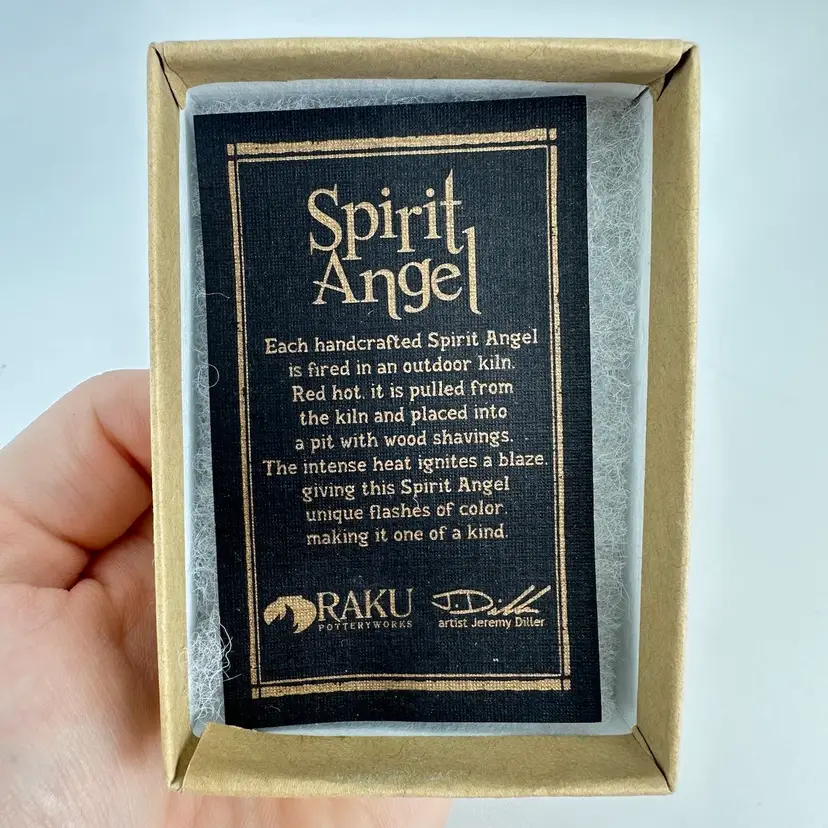 Spirit
Angel
Each handcrafted Spirit Angel
is fired in an outdoor kiln.
Red hot, it is pulled from
the kiln and placed into
a pit with wood shavings.
The intense heat ignites a blaze,
giving this Spirit Angel
unique flashes of color,
making it one of a kind.
RAKU
POTTERYWORKS
J. Diller
artist Jeremy Diller